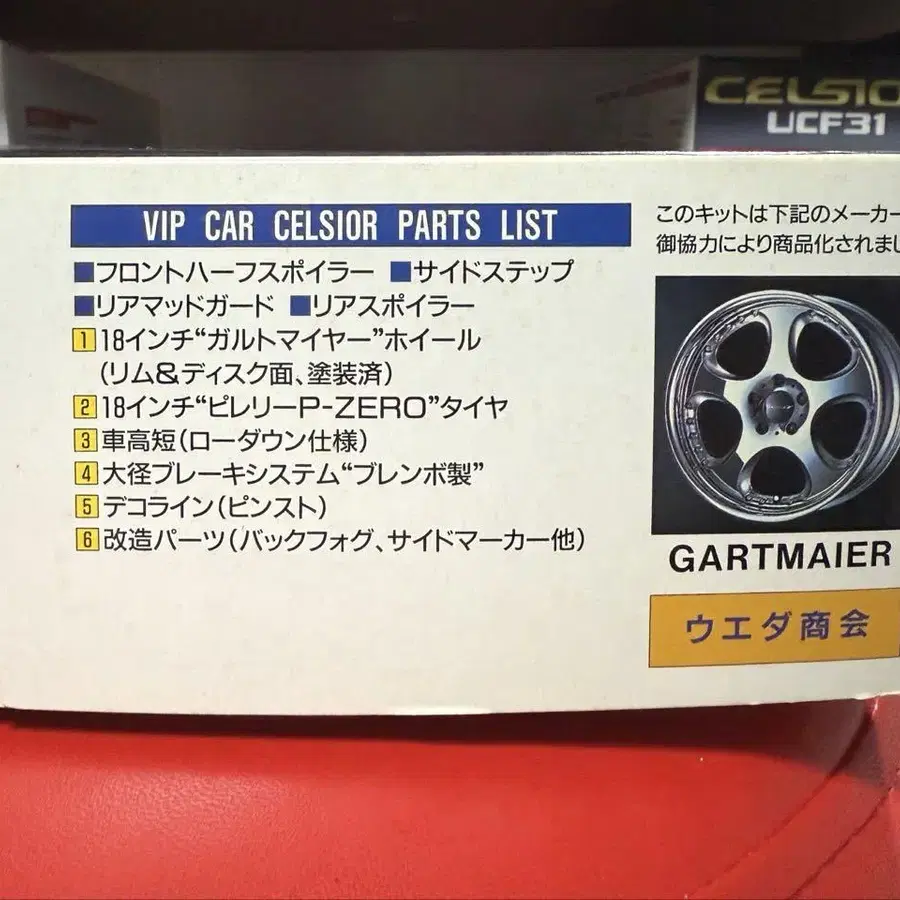 CELSIO
UCF31
VIP CAR CELSIOR PARTS LIST
■フロントハーフスポイラー ■サイドステップ
■リアマッドガード ■リアスポイラー
1 18インチ“ガルトマイヤー”ホイール
(リム&ディスク面、塗装済)
2 18インチ“ピレリーP-ZERO”タイヤ
3 車高短(ローダウン仕様)
4 大径ブレーキシステム“ブレンボ製”
5 デコライン(ピンスト)
6 改造パーツ(バックフォグ、サイドマーカー他)
このキットは下記のメーカー
御協力により商品化されまし
GARTMAIER
ウエダ商会